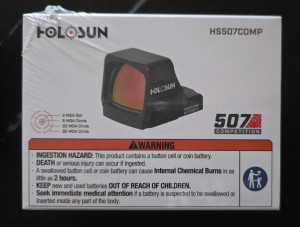 HOLOSUN
HS507COMP
2 MOA Dot
8 MOA Circle
20 MOA Circle
32 MOA Circle
507
COMPETITION
WARNING
- INGESTION HAZARD: This product contains a button cell or coin battery.
- DEATH or serious injury can occur if ingested.
- A swallowed button cell or coin battery can cause Internal Chemical Burns in as
little as 2 hours.
- KEEP new and used batteries OUT OF REACH OF CHILDREN.
- Seek immediate medical attention if a battery is suspected to be swallowed or
inserted inside any part of the body.